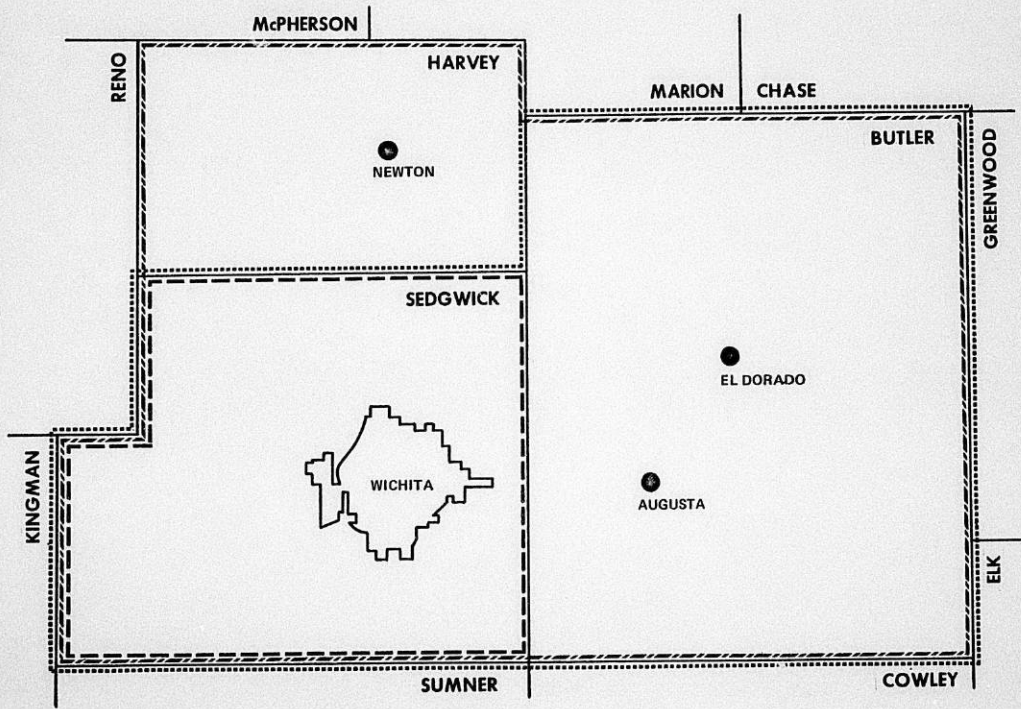 McPHERSON
RENO
HARVEY
MARION
CHASE
BUTLER
GREENWOOD
NEWTON
SEDGWICK
EL DORADO
WICHITA
AUGUSTA
KINGMAN
ELK
SUMNER
COWLEY